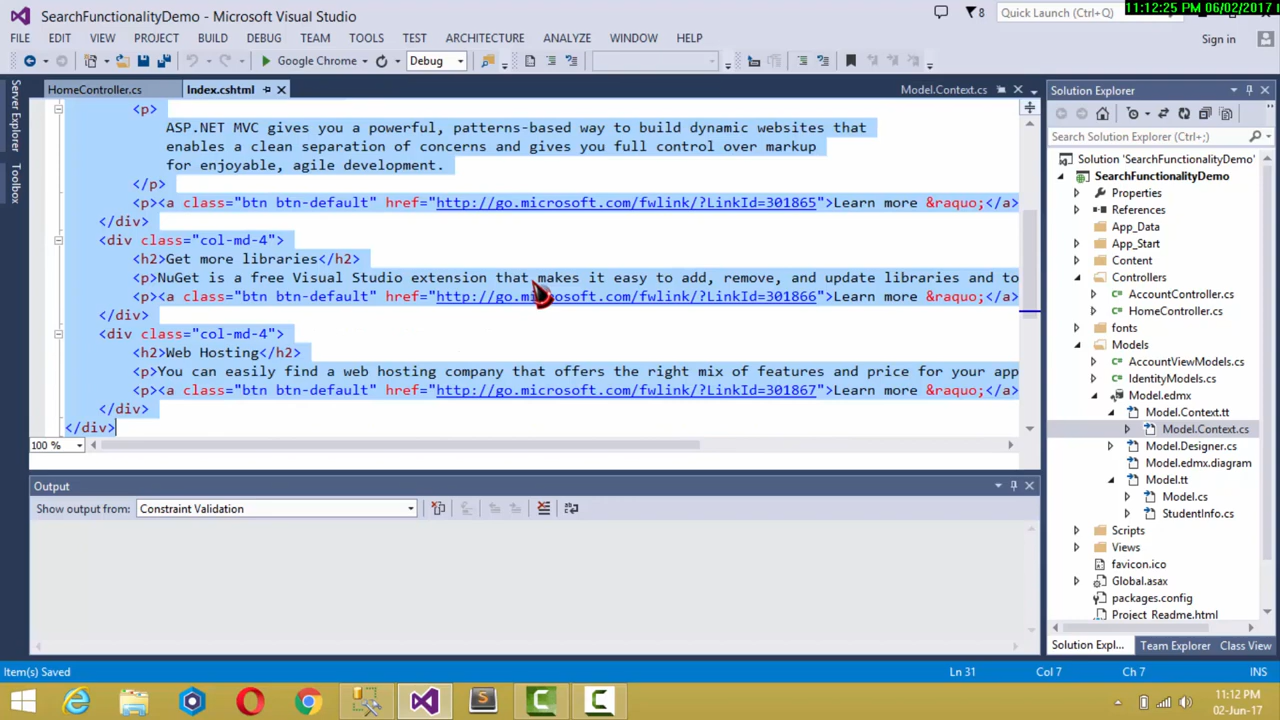 SearchFunctionalityDemo - Microsoft Visual Studio
8
Quick Launch (Ctrl+Q)
11:12:25 PM 06/02/2017
FILE EDIT VIEW PROJECT BUILD DEBUG TEAM TOOLS TEST ARCHITECTURE ANALYZE WINDOW HELP
Sign in
Google Chrome
Debug
Server Explorer
Toolbox
HomeController.cs
Index.cshtml
Model.Context.cs
<p>
ASP.NET MVC gives you a powerful, patterns-based way to build dynamic websites that
enables a clean separation of concerns and gives you full control over markup
for enjoyable, agile development.
</p>
<p><a class="btn btn-default" href="http://go.microsoft.com/fwlink/?LinkId=301865">Learn more &raquo;</a>
</div>
<div class="col-md-4">
<h2>Get more libraries</h2>
<p>NuGet is a free Visual Studio extension that makes it easy to add, remove, and update libraries and to
<p><a class="btn btn-default" href="http://go.microsoft.com/fwlink/?LinkId=301866">Learn more &raquo;</a>
</div>
<div class="col-md-4">
<h2>Web Hosting</h2>
<p>You can easily find a web hosting company that offers the right mix of features and price for your app
<p><a class="btn btn-default" href="http://go.microsoft.com/fwlink/?LinkId=301867">Learn more &raquo;</a>
</div>
</div>
100 %
Output
Show output from: Constraint Validation
Solution Explorer
Search Solution Explorer (Ctrl+;)
Solution 'SearchFunctionalityDemo'
SearchFunctionalityDemo
Properties
References
App_Data
App_Start
Content
Controllers
AccountController.cs
HomeController.cs
fonts
Models
AccountViewModels.cs
IdentityModels.cs
Model.edmx
Model.Context.tt
Model.Context.cs
Model.Designer.cs
Model.edmx.diagram
Model.tt
Model.cs
StudentInfo.cs
Scripts
Views
favicon.ico
Global.asax
packages.config
Project_Readme.html
Solution Expl... Team Explorer Class View
Item(s) Saved
Ln 31
Col 7
Ch 7
INS
11:12 PM
02-Jun-17